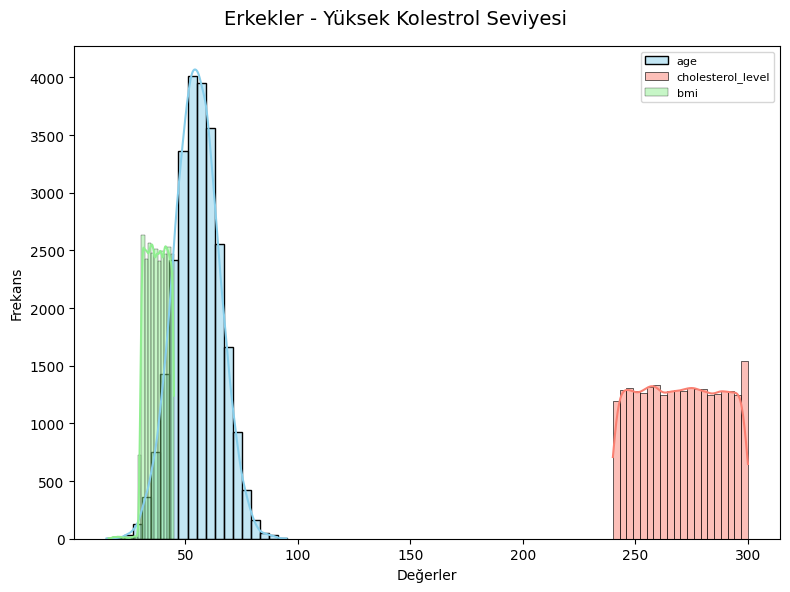 Erkekler - Yüksek Kolestrol Seviyesi
age
cholesterol_level
bmi
4000
3500
3000
2500
2000
1500
1000
500
0
Frekans
50
100
150
200
250
300
Değerler